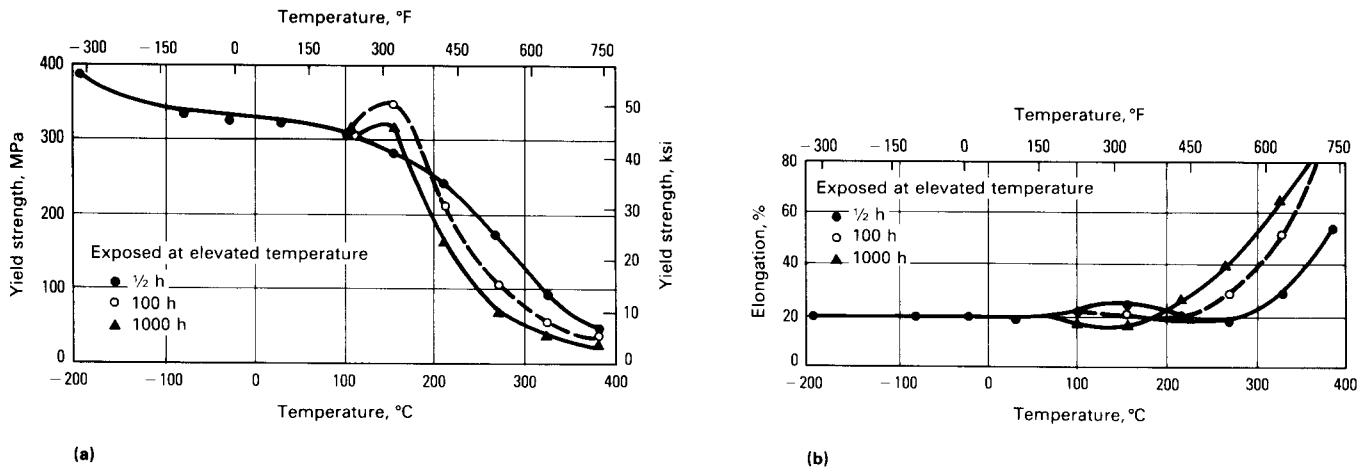 Temperature, °F
− 300 − 150 0 150 300 450 600 750
400
300
200
100
0
Yield strength, MPa
50
40
30
20
10
0
Yield strength, ksi
Exposed at elevated temperature
½ h
100 h
1000 h
− 200 − 100 0 100 200 300 400
Temperature, °C
(a)
Temperature, °F
− 300 − 150 0 150 300 450 600 750
80
60
40
20
0
Elongation, %
Exposed at elevated temperature
½ h
100 h
1000 h
− 200 − 100 0 100 200 300 400
Temperature, °C
(b)